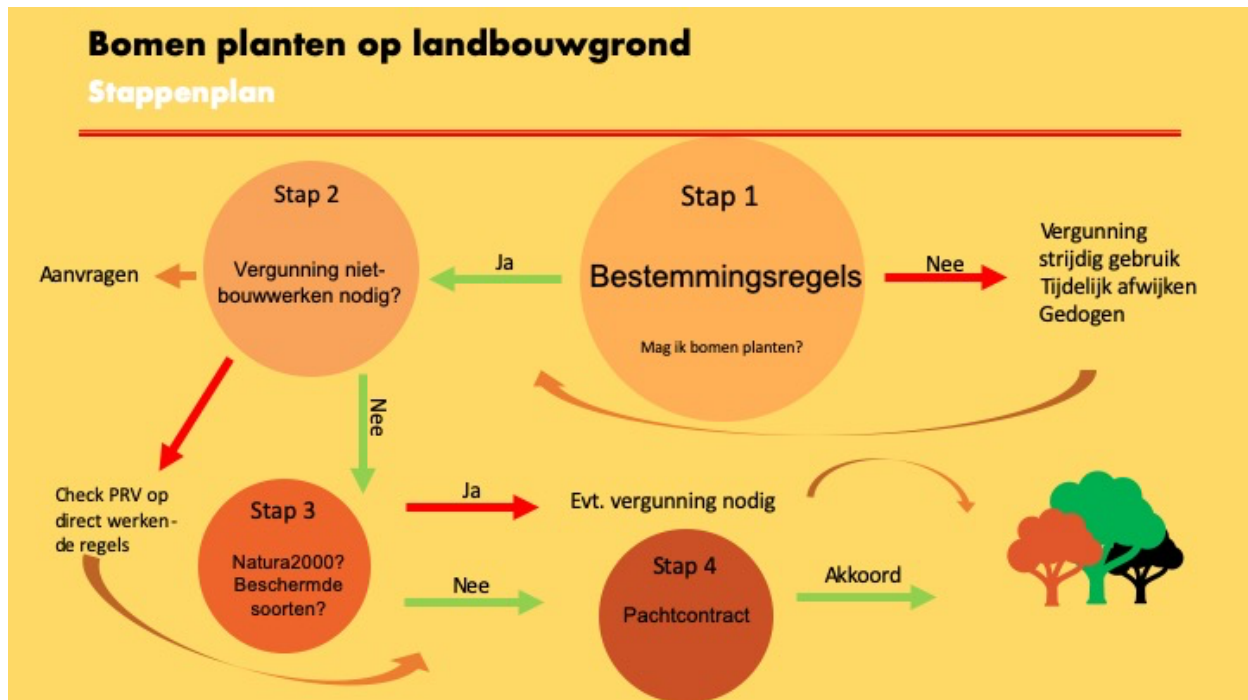 Bomen planten op landbouwgrond
Stappenplan
Stap 1
Bestemmingsregels
Mag ik bomen planten?
Nee
Vergunning
strijdig gebruik
Tijdelijk afwijken
Gedogen
Ja
Stap 2
Vergunning niet-
bouwwerken nodig?
Aanvragen
Nee
Check PRV op
direct werken-
de regels
Stap 3
Natura2000?
Beschermde
soorten?
Ja
Evt. vergunning nodig
Nee
Stap 4
Pachtcontract
Akkoord